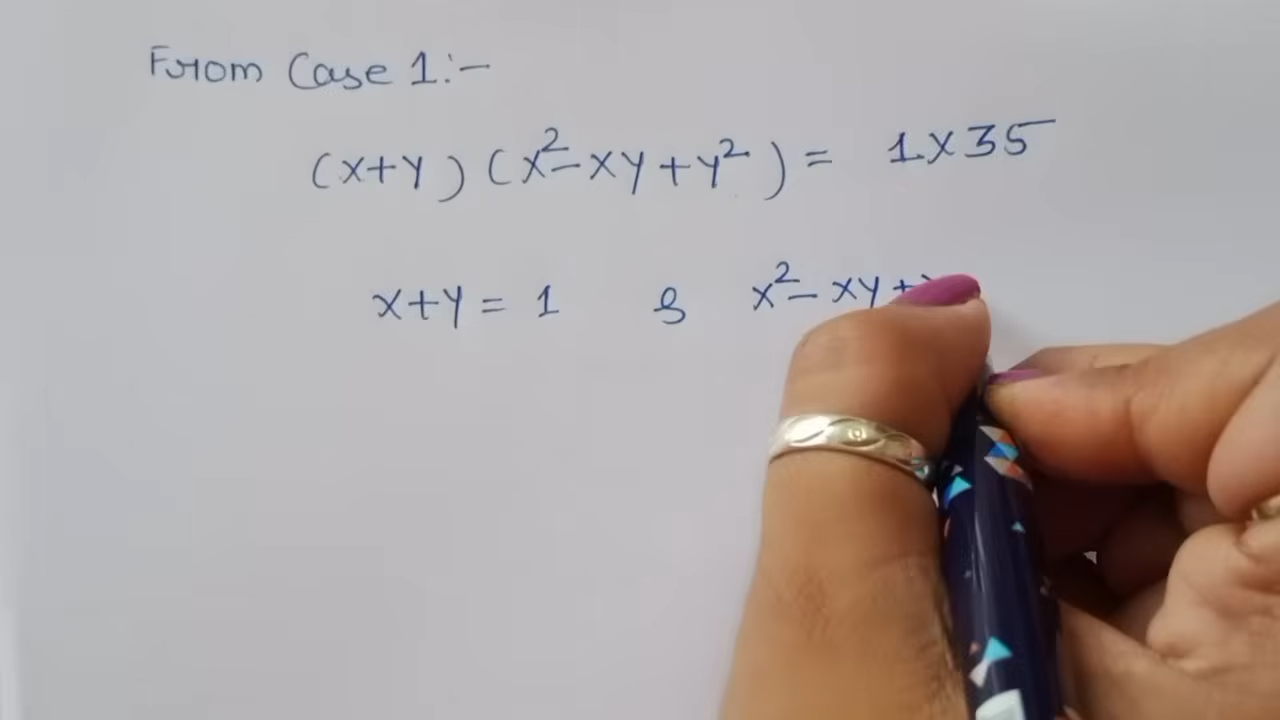 From Case 1:-
(x+y) (x²-xy+y²) = 1x35
x+y = 1 & x²-xy+